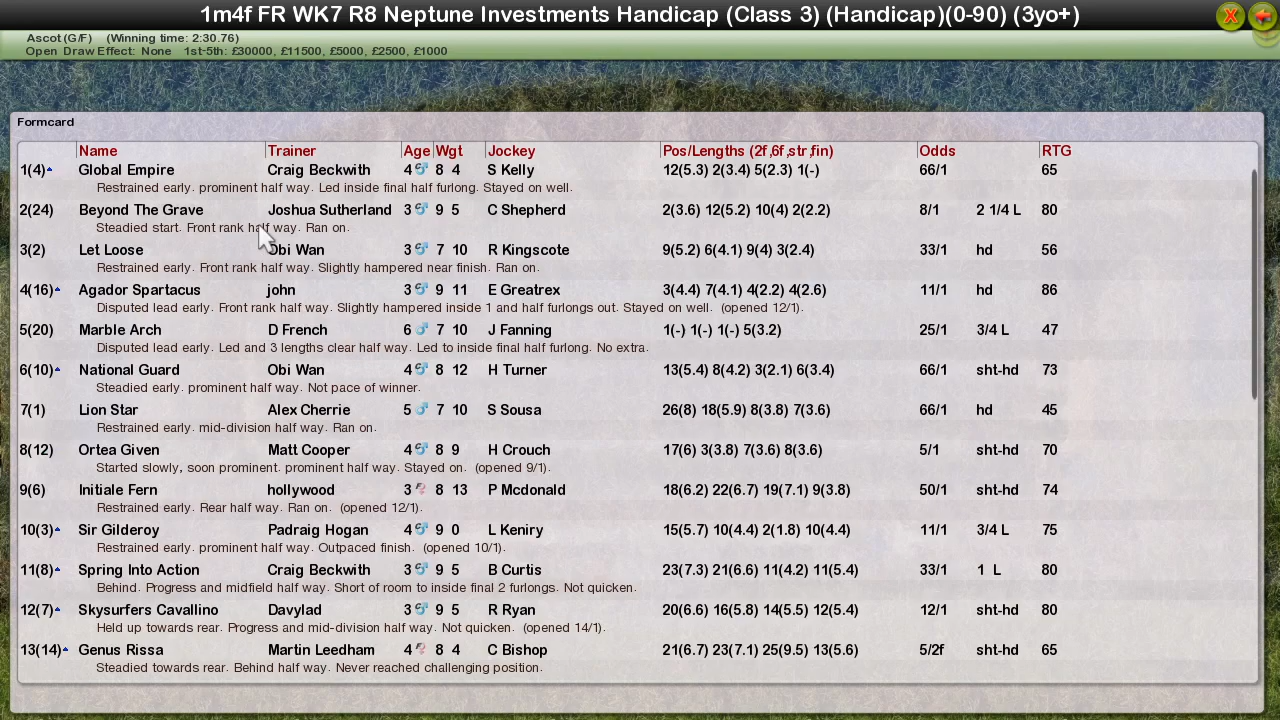 1m4f FR WK7 R8 Neptune Investments Handicap (Class 3) (Handicap)(0-90) (3yo+)
Ascot(G/F) (Winning time: 2:30.76)
Open Draw Effect: None 1st-5th: £30000, £11500, £5000, £2500, £1000
Formcard
Name Trainer Age Wgt Jockey Pos/Lengths (2f,6f,str,fin) Odds RTG
1(4) Global Empire Craig Beckwith 4 8 4 S Kelly 12(5.3) 2(3.4) 5(2.3) 1(-) 66/1 65
Restrained early. prominent half way. Led inside final half furlong. Stayed on well.
2(24) Beyond The Grave Joshua Sutherland 3 9 5 C Shepherd 2(3.6) 12(5.2) 10(4) 2(2.2) 8/1 2 1/4 L 80
Steadied start. Front rank half way. Ran on.
3(2) Let Loose Obi Wan 3 7 10 R Kingscote 9(5.2) 6(4.1) 9(4) 3(2.4) 33/1 hd 56
Restrained early. Front rank half way. Slightly hampered near finish. Ran on.
4(16) Agador Spartacus john 3 9 11 E Greatrex 3(4.4) 7(4.1) 4(2.2) 4(2.6) 11/1 hd 86
Disputed lead early. Front rank half way. Slightly hampered inside 1 and half furlongs out. Stayed on well. (opened 12/1).
5(20) Marble Arch D French 6 7 10 J Fanning 1(-) 1(-) 1(-) 5(3.2) 25/1 3/4 L 47
Disputed lead early. Led and 3 lengths clear half way. Led to inside final half furlong. No extra.
6(10) National Guard Obi Wan 4 8 12 H Turner 13(5.4) 8(4.2) 3(2.1) 6(3.4) 66/1 sht-hd 73
Steadied early. prominent half way. Not pace of winner.
7(1) Lion Star Alex Cherrie 5 7 10 S Sousa 26(8) 18(5.9) 8(3.8) 7(3.6) 66/1 hd 45
Restrained early. mid-division half way. Ran on.
8(12) Ortea Given Matt Cooper 4 8 9 H Crouch 17(6) 3(3.8) 7(3.6) 8(3.6) 5/1 sht-hd 70
Started slowly, soon prominent. prominent half way. Stayed on. (opened 9/1).
9(6) Initiale Fern hollywood 3 8 13 P Mcdonald 18(6.2) 22(6.7) 19(7.1) 9(3.8) 50/1 sht-hd 74
Restrained early. Rear half way. Ran on. (opened 12/1).
10(3) Sir Gilderoy Padraig Hogan 4 9 0 L Keniry 15(5.7) 10(4.4) 2(1.8) 10(4.4) 11/1 3/4 L 75
Restrained early. prominent half way. Outpaced finish. (opened 10/1).
11(8) Spring Into Action Craig Beckwith 3 9 5 B Curtis 23(7.3) 21(6.6) 11(4.2) 11(5.4) 33/1 1 L 80
Behind. Progress and midfield half way. Short of room to inside final 2 furlongs. Not quicken.
12(7) Skysurfers Cavallino Davylad 3 9 5 R Ryan 20(6.6) 16(5.8) 14(5.5) 12(5.4) 12/1 sht-hd 80
Held up towards rear. Progress and mid-division half way. Not quicken. (opened 14/1).
13(14) Genus Rissa Martin Leedham 4 8 4 C Bishop 21(6.7) 23(7.1) 25(9.5) 13(5.6) 5/2f sht-hd 65
Steadied towards rear. Behind half way. Never reached challenging position.